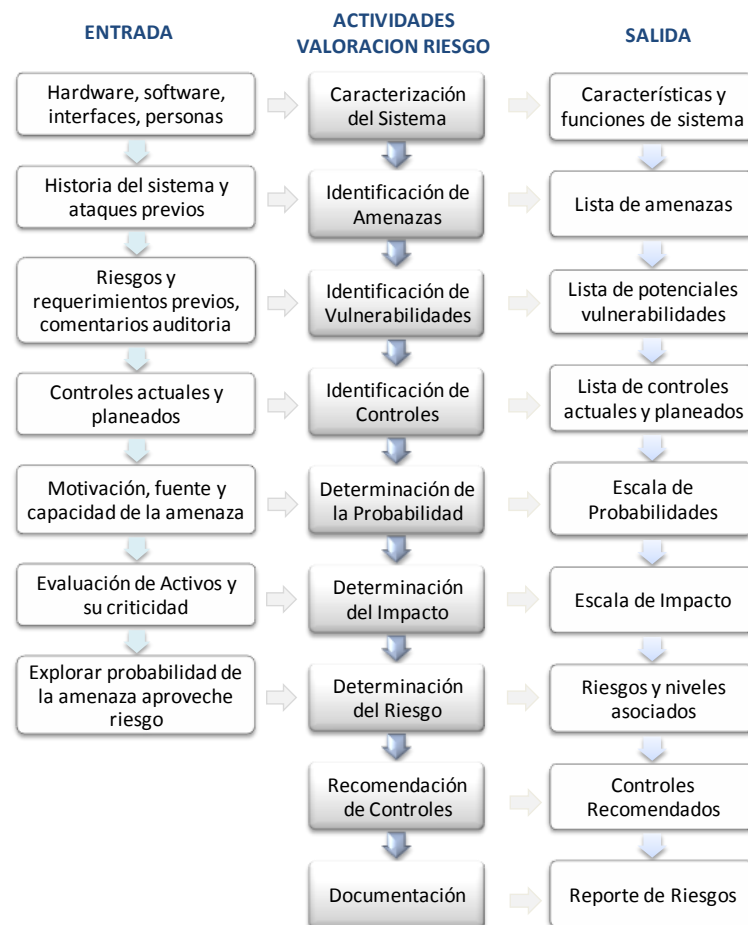 ENTRADA
ACTIVIDADES
VALORACION RIESGO
SALIDA
Hardware, software,
interfaces, personas
Caracterización
del Sistema
Características y
funciones de sistema
Historia del sistema y
ataques previos
Identificación de
Amenazas
Lista de amenazas
Riesgos y
requerimientos previos,
comentarios auditoria
Identificación de
Vulnerabilidades
Lista de potenciales
vulnerabilidades
Controles actuales y
planeados
Identificación de
Controles
Lista de controles
actuales y planeados
Motivación, fuente y
capacidad de la amenaza
Determinación de
la Probabilidad
Escala de
Probabilidades
Evaluación de Activos y
su criticidad
Determinación
del Impacto
Escala de Impacto
Explorar probabilidad de
la amenaza aproveche
riesgo
Determinación
del Riesgo
Riesgos y niveles
asociados
Recomendación
de Controles
Controles
Recomendados
Documentación
Reporte de Riesgos